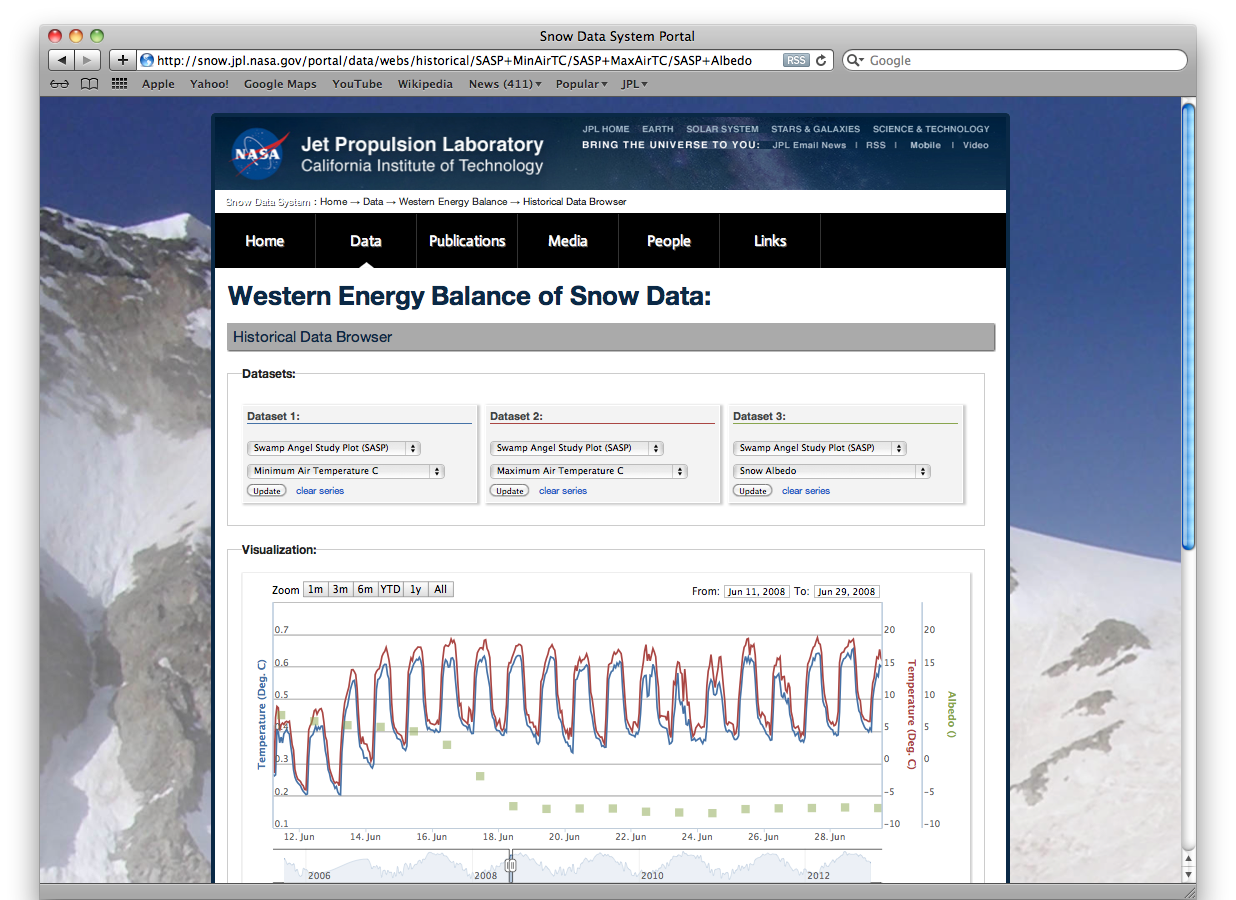 Snow Data System Portal
http://snow.jpl.nasa.gov/portal/data/webs/historical/SASP+MinAirTC/SASP+MaxAirTC/SASP+Albedo RSS Google
Apple Yahoo! Google Maps YouTube Wikipedia News (411) Popular JPL
JPL HOME EARTH SOLAR SYSTEM STARS & GALAXIES SCIENCE & TECHNOLOGY
BRING THE UNIVERSE TO YOU: JPL Email News | RSS | Mobile | Video
NASA
Jet Propulsion Laboratory
California Institute of Technology
Snow Data System : Home → Data → Western Energy Balance → Historical Data Browser
Home Data Publications Media People Links
Western Energy Balance of Snow Data:
Historical Data Browser
Datasets:
Dataset 1: Dataset 2: Dataset 3:
Swamp Angel Study Plot (SASP) Swamp Angel Study Plot (SASP) Swamp Angel Study Plot (SASP)
Minimum Air Temperature C Maximum Air Temperature C Snow Albedo
Update clear series Update clear series Update clear series
Visualization:
Zoom 1m 3m 6m YTD 1y All From: Jun 11, 2008 To: Jun 29, 2008
0.7 20 20
0.6 15 15
0.5 10 10
5 5
0.3 0 0
0.2 −5 −5
0.1 −10 −10
Temperature (Deg. C)
Temperature (Deg. C)
Albedo ()
12. Jun 14. Jun 16. Jun 18. Jun 20. Jun 22. Jun 24. Jun 26. Jun 28. Jun
2006 2008 2010 2012